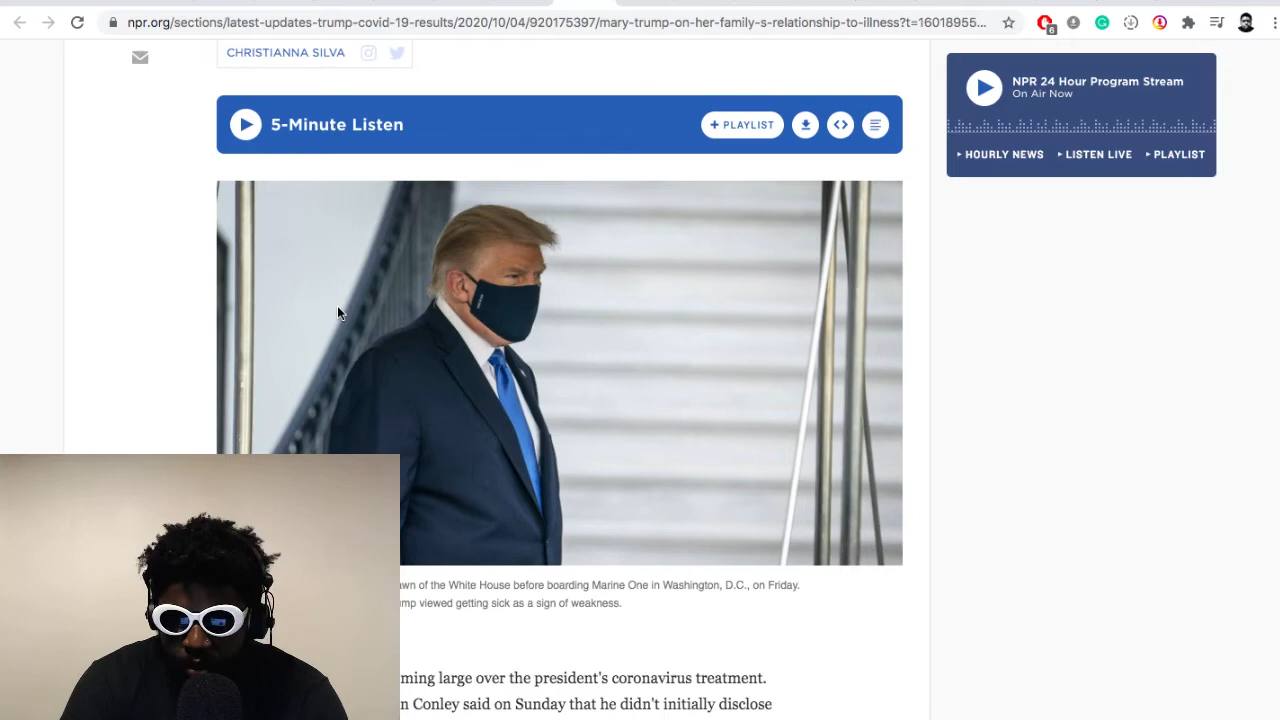 npr.org/sections/latest-updates-trump-covid-19-results/2020/10/04/920175397/mary-trump-on-her-family-s-relationship-to-illness?t=16018955...
6
CHRISTIANNA SILVA
5-Minute Listen
+ PLAYLIST
NPR 24 Hour Program Stream
On Air Now
HOURLY NEWS
LISTEN LIVE
PLAYLIST
of the White House before boarding Marine One in Washington, D.C., on Friday.
viewed getting sick as a sign of weakness.
large over the president's coronavirus treatment.
Conley said on Sunday that he didn't initially disclose